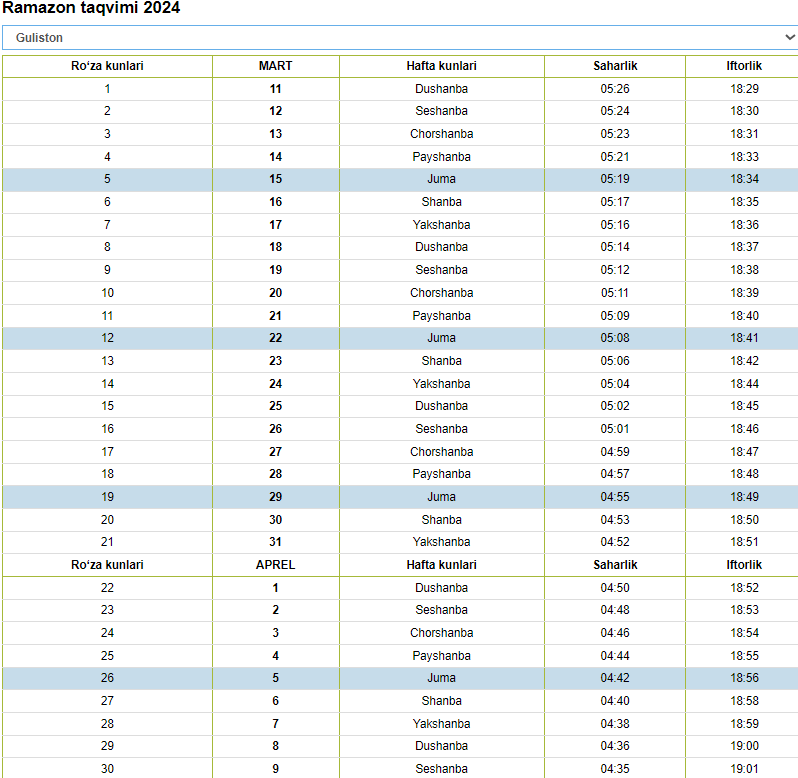 Ramazon taqvimi 2024
Guliston
Ro‘za kunlari MART Hafta kunlari Saharlik Iftorlik
1 11 Dushanba 05:26 18:29
2 12 Seshanba 05:24 18:30
3 13 Chorshanba 05:23 18:31
4 14 Payshanba 05:21 18:33
5 15 Juma 05:19 18:34
6 16 Shanba 05:17 18:35
7 17 Yakshanba 05:16 18:36
8 18 Dushanba 05:14 18:37
9 19 Seshanba 05:12 18:38
10 20 Chorshanba 05:11 18:39
11 21 Payshanba 05:09 18:40
12 22 Juma 05:08 18:41
13 23 Shanba 05:06 18:42
14 24 Yakshanba 05:04 18:44
15 25 Dushanba 05:02 18:45
16 26 Seshanba 05:01 18:46
17 27 Chorshanba 04:59 18:47
18 28 Payshanba 04:57 18:48
19 29 Juma 04:55 18:49
20 30 Shanba 04:53 18:50
21 31 Yakshanba 04:52 18:51
Ro‘za kunlari APREL Hafta kunlari Saharlik Iftorlik
22 1 Dushanba 04:50 18:52
23 2 Seshanba 04:48 18:53
24 3 Chorshanba 04:46 18:54
25 4 Payshanba 04:44 18:55
26 5 Juma 04:42 18:56
27 6 Shanba 04:40 18:58
28 7 Yakshanba 04:38 18:59
29 8 Dushanba 04:36 19:00
30 9 Seshanba 04:35 19:01